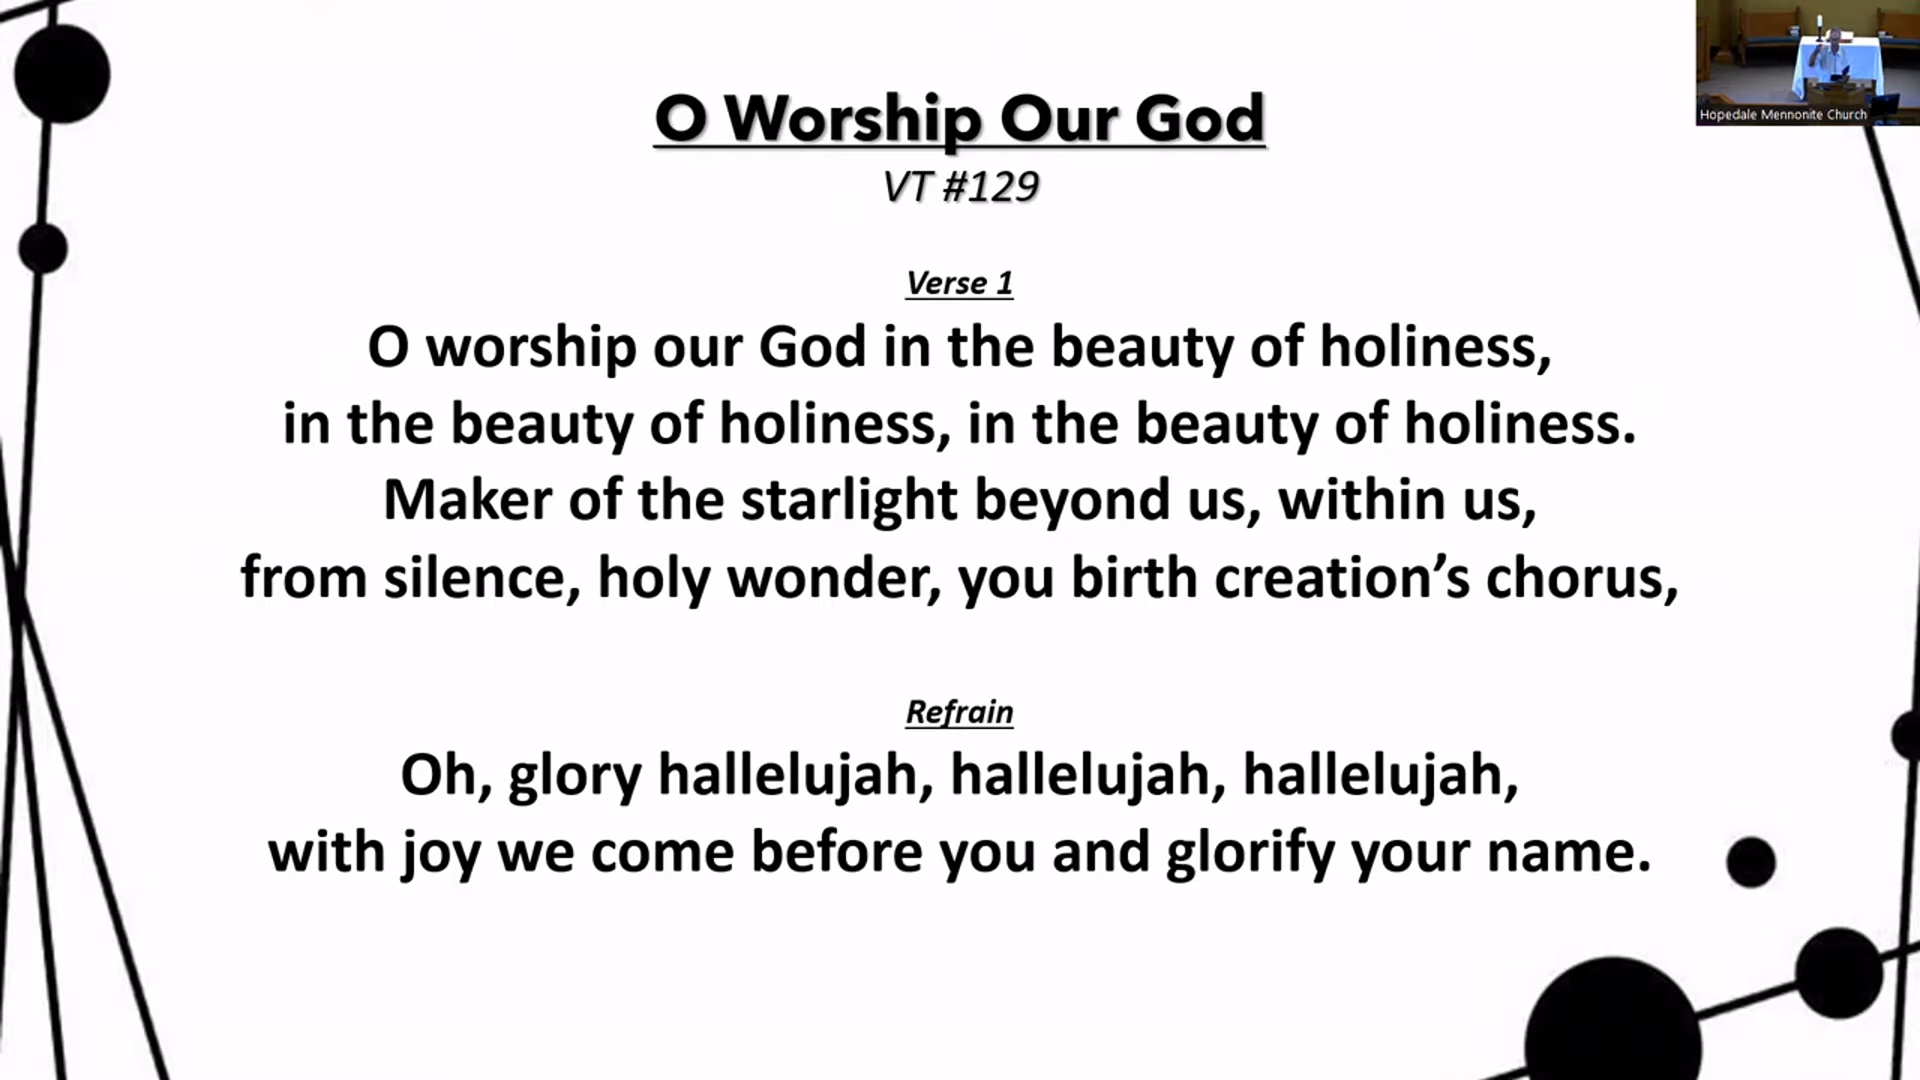 O Worship Our God
VT #129
Verse 1
O worship our God in the beauty of holiness,
in the beauty of holiness, in the beauty of holiness.
Maker of the starlight beyond us, within us,
from silence, holy wonder, you birth creation’s chorus,
Refrain
Oh, glory hallelujah, hallelujah, hallelujah,
with joy we come before you and glorify your name.
Hopedale Mennonite Church